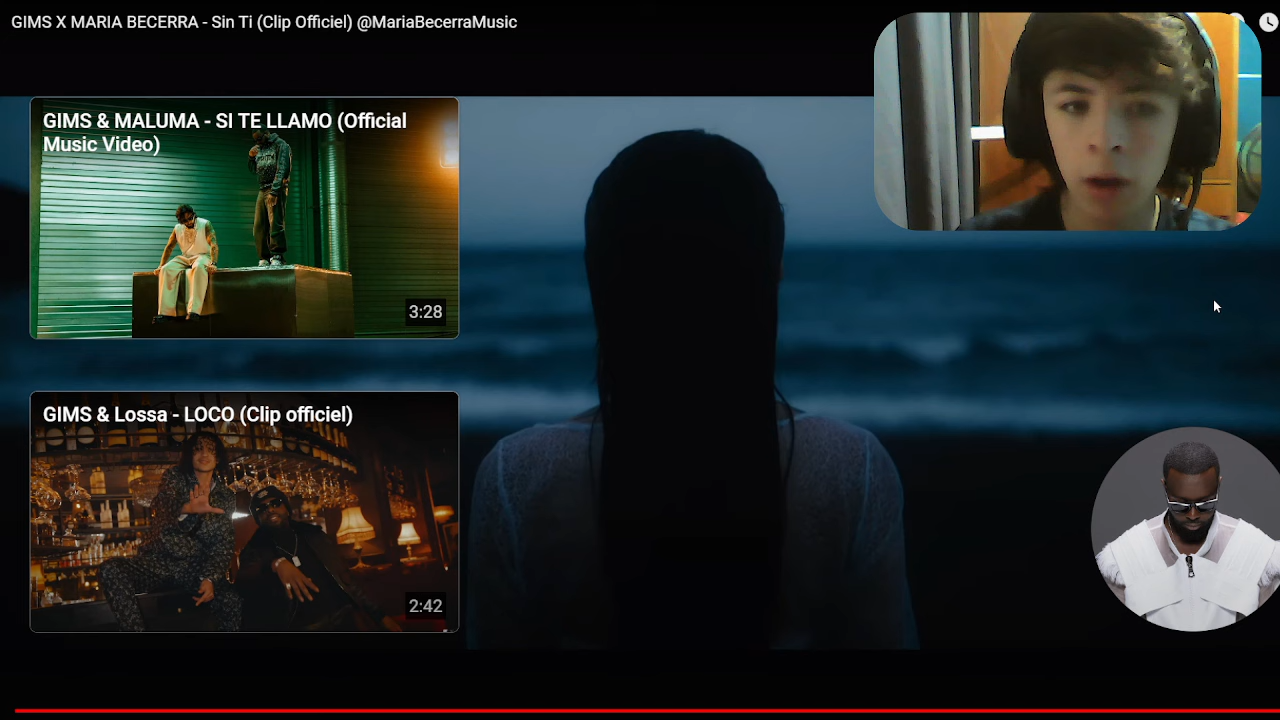 GIMS X MARIA BECERRA - Sin Ti (Clip Officiel) @MariaBecerraMusic
GIMS & MALUMA - SI TE LLAMO (Official
Music Video)
3:28
GIMS & Lossa - LOCO (Clip officiel)
2:42